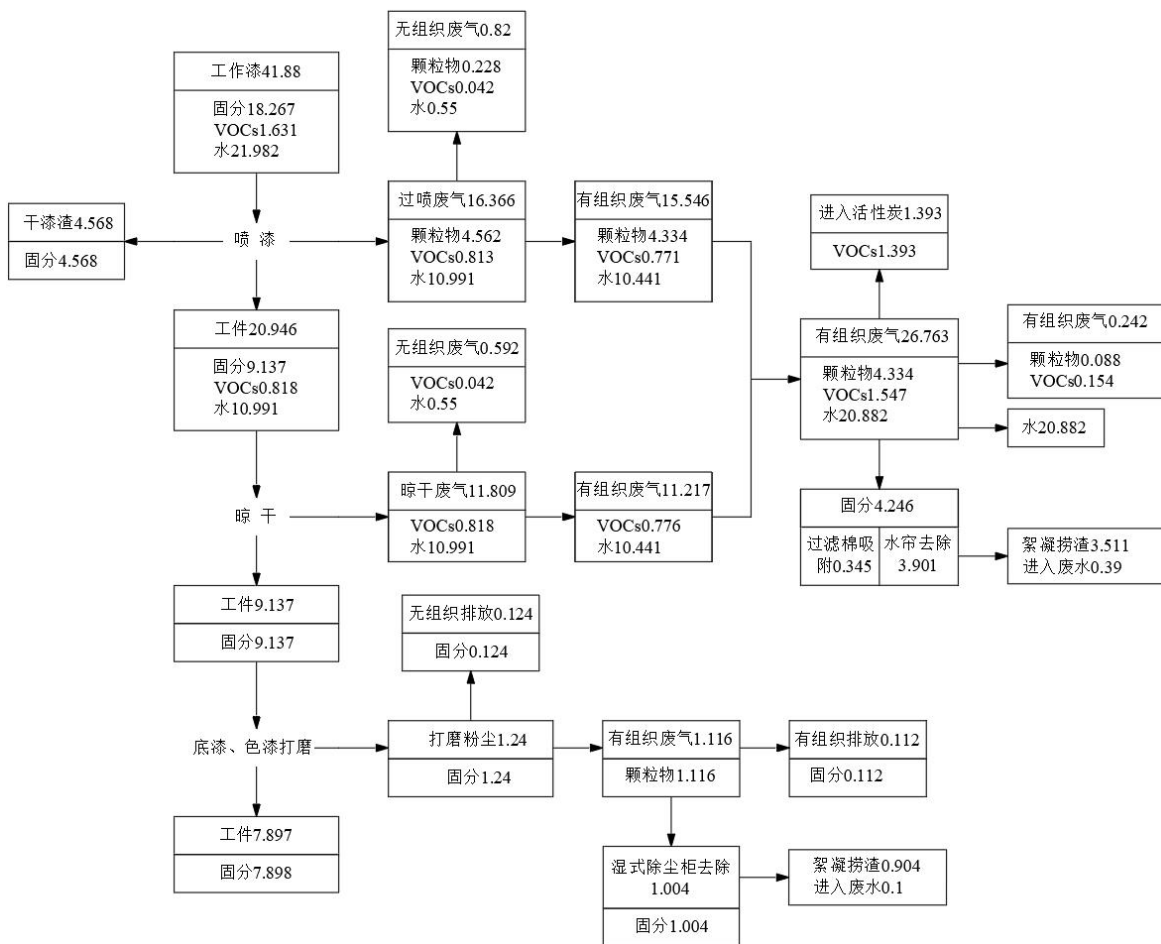 无组织废气0.82
颗粒物0.228
VOCs0.042
水0.55
工作漆41.88
固分18.267
VOCs1.631
水21.982
干漆渣4.568
固分4.568
喷 漆
过喷废气16.366
颗粒物4.562
VOCs0.813
水10.991
有组织废气15.546
颗粒物4.334
VOCs0.771
水10.441
进入活性炭1.393
VOCs1.393
工件20.946
固分9.137
VOCs0.818
水10.991
无组织废气0.592
VOCs0.042
水0.55
有组织废气26.763
颗粒物4.334
VOCs1.547
水20.882
有组织废气0.242
颗粒物0.088
VOCs0.154
水20.882
晾 干
晾干废气11.809
VOCs0.818
水10.991
有组织废气11.217
VOCs0.776
水10.441
固分4.246
过滤棉吸
附0.345
水帘去除
3.901
絮凝捞渣3.511
进入废水0.39
工件9.137
固分9.137
无组织排放0.124
固分0.124
底漆、色漆打磨
打磨粉尘1.24
固分1.24
有组织废气1.116
颗粒物1.116
有组织排放0.112
固分0.112
工件7.897
固分7.898
湿式除尘柜去除
1.004
固分1.004
絮凝捞渣0.904
进入废水0.1